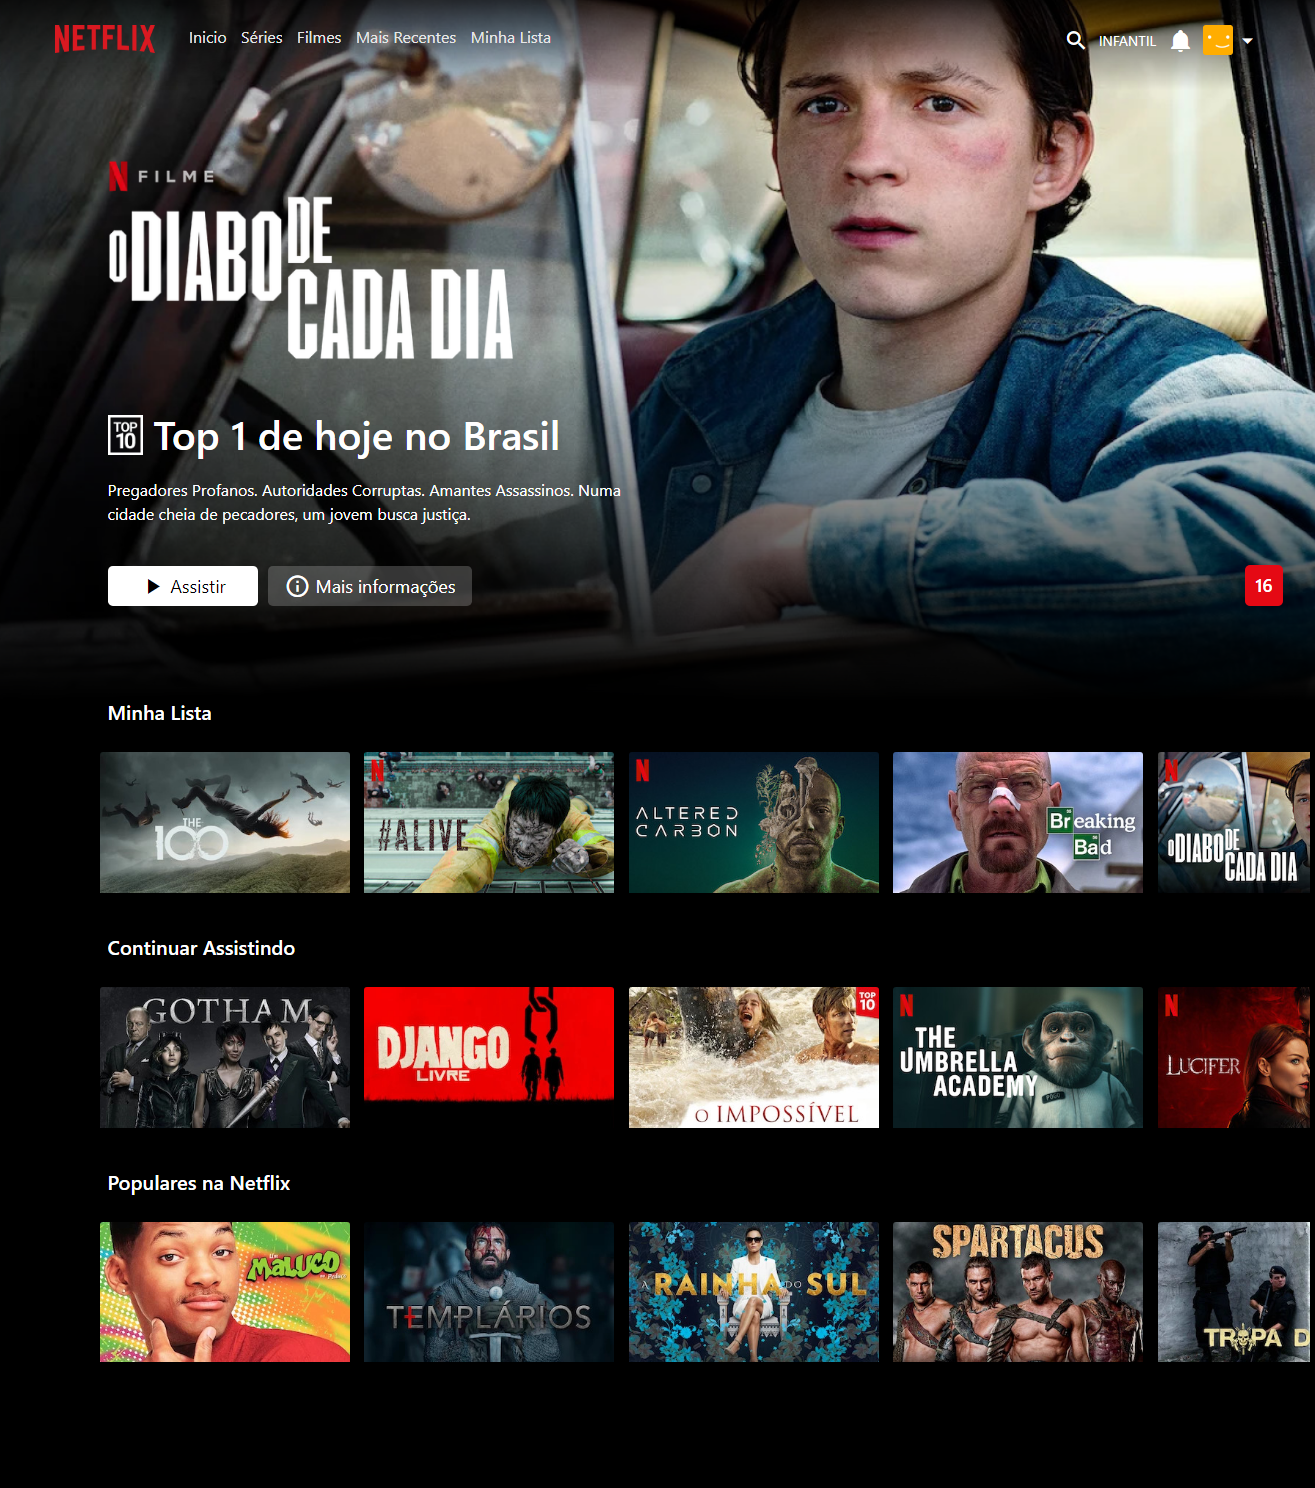 NETFLIX
Inicio
Séries
Filmes
Mais Recentes
Minha Lista
INFANTIL
N FILME
O DIABO DE
CADA DIA
TOP
10
Top 1 de hoje no Brasil
Pregadores Profanos. Autoridades Corruptas. Amantes Assassinos. Numa
cidade cheia de pecadores, um jovem busca justiça.
Assistir
Mais informações
16
Minha Lista
THE
100
N
#ALIVE
N
ALTERED
CARBON
Breaking
Bad
N
O DIABO DE
CADA DIA
Continuar Assistindo
GOTHAM
DJANGO
LIVRE
TOP
10
O IMPOSSÍVEL
N
THE
UMBRELLA
ACADEMY
N
LUCIFER
Populares na Netflix
Um
MALUCO
TEMPLÁRIOS
A RAINHA DO SUL
SPARTACUS
TROPA D